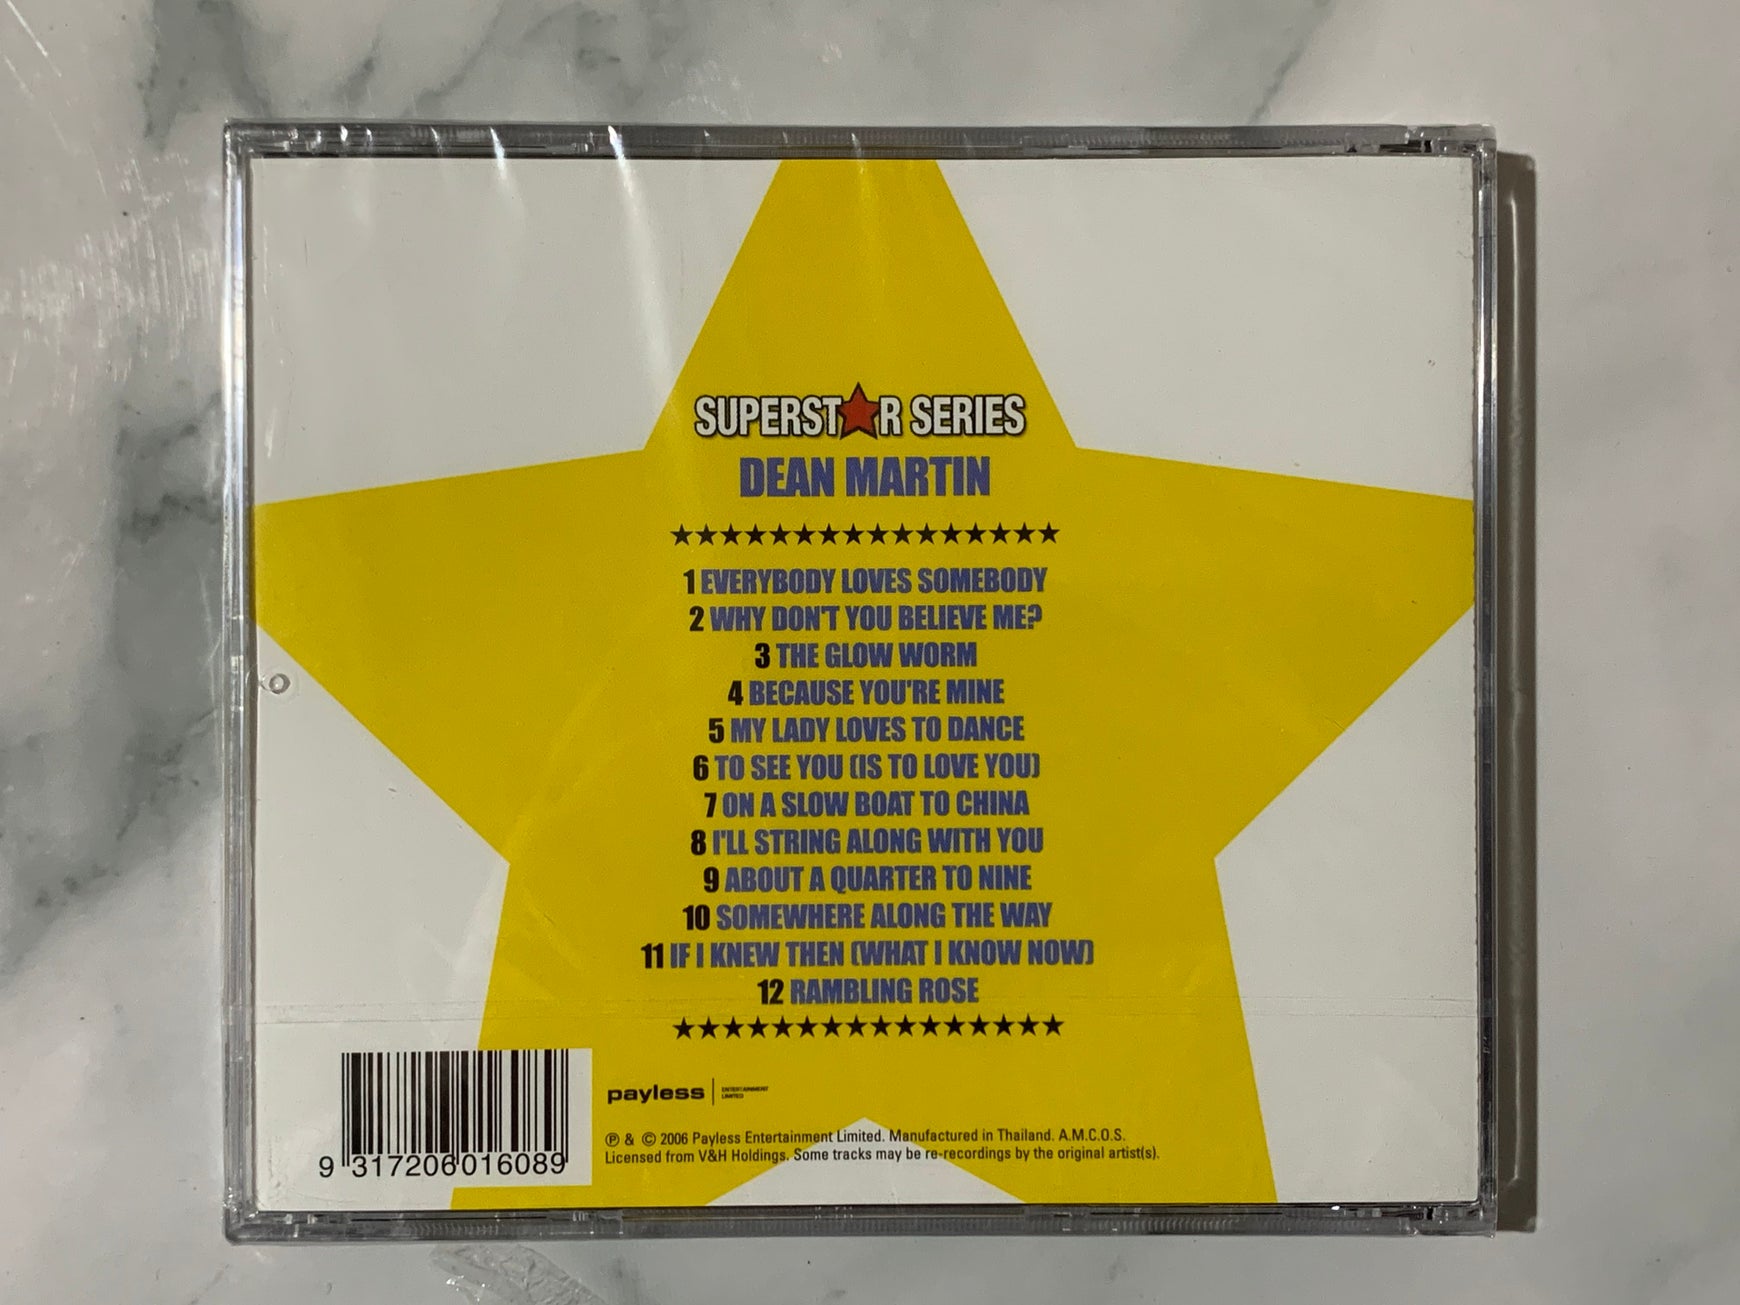 SUPERST★R SERIES
DEAN MARTIN
★★★★★★★★★★★★★★★★
1 EVERYBODY LOVES SOMEBODY
2 WHY DON'T YOU BELIEVE ME?
3 THE GLOW WORM
4 BECAUSE YOU'RE MINE
5 MY LADY LOVES TO DANCE
6 TO SEE YOU (IS TO LOVE YOU)
7 ON A SLOW BOAT TO CHINA
8 I'LL STRING ALONG WITH YOU
9 ABOUT A QUARTER TO NINE
10 SOMEWHERE ALONG THE WAY
11 IF I KNEW THEN (WHAT I KNOW NOW)
12 RAMBLING ROSE
★★★★★★★★★★★★★★★★
payless | ENTERTAINMENT
LIMITED
℗ & © 2006 Payless Entertainment Limited. Manufactured in Thailand. A.M.C.O.S.
Licensed from V&H Holdings. Some tracks may be re-recordings by the original artist(s).
9 317206 016089